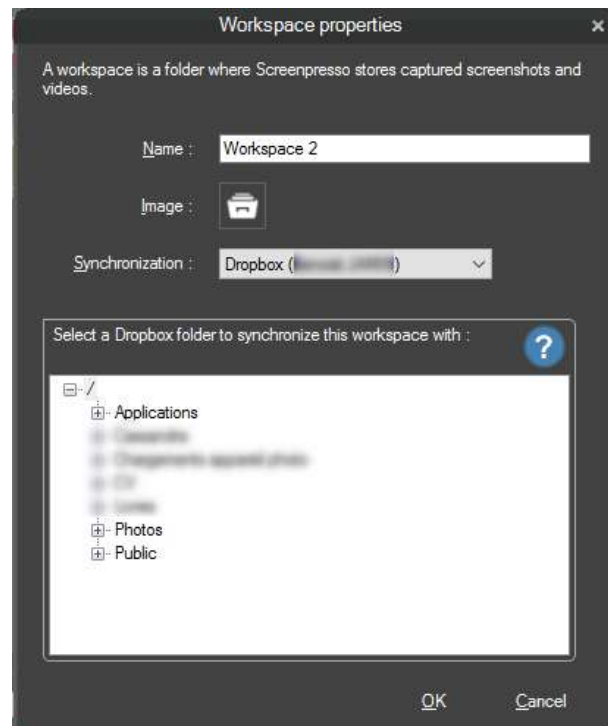 Workspace properties
A workspace is a folder where Screenpresso stores captured screenshots and
videos.
Name :
Workspace 2
Image :
Synchronization :
Dropbox ( )
Select a Dropbox folder to synchronize this workspace with :
?
/
Applications
Photos
Public
OK
Cancel